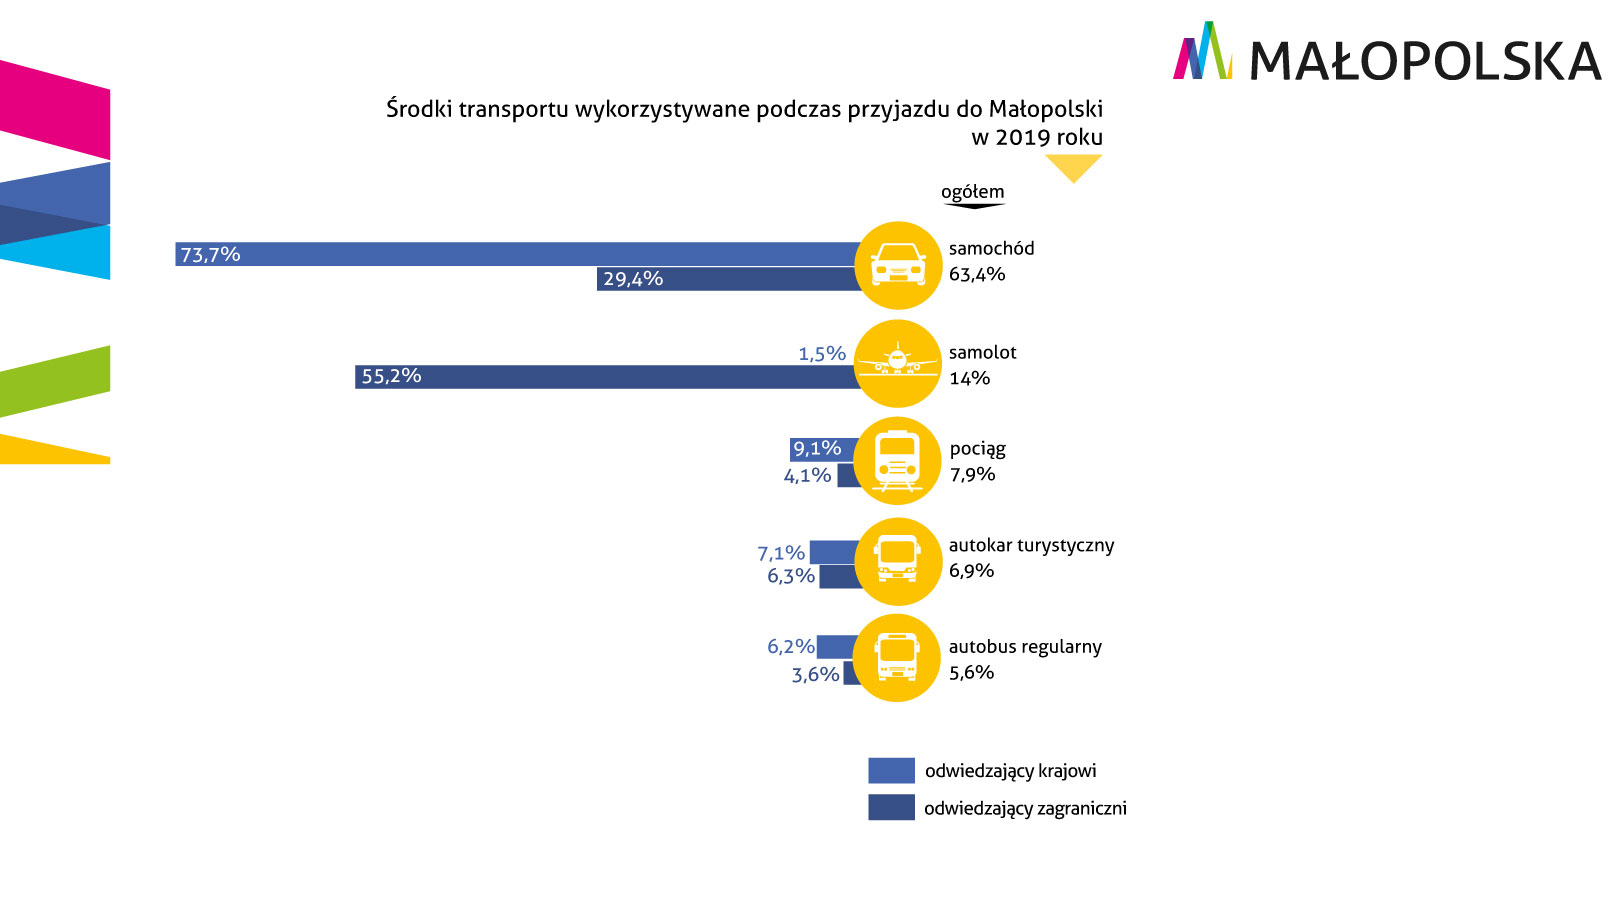 MAŁOPOLSKA
Środki transportu wykorzystywane podczas przyjazdu do Małopolski
w 2019 roku
ogółem
73,7%
29,4%
samochód
63,4%
1,5%
55,2%
samolot
14%
9,1%
4,1%
pociąg
7,9%
7,1%
6,3%
autokar turystyczny
6,9%
6,2%
3,6%
autobus regularny
5,6%
odwiedzający krajowi
odwiedzający zagraniczni